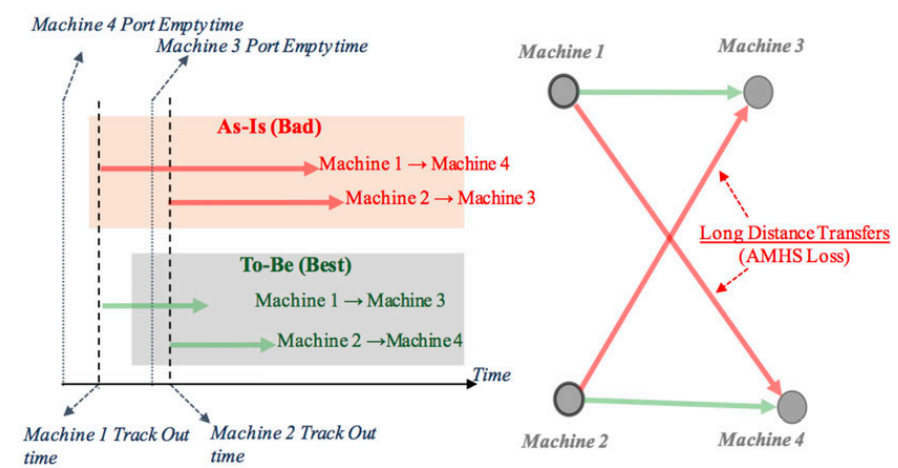 Machine 4 Port Empty time
Machine 3 Port Empty time
As-Is (Bad)
Machine 1 → Machine 4
Machine 2 → Machine 3
To-Be (Best)
Machine 1 → Machine 3
Machine 2 → Machine 4
Time
Machine 1 Track Out
time
Machine 2 Track Out
time
Machine 1
Machine 3
Long Distance Transfers
(AMHS Loss)
Machine 2
Machine 4